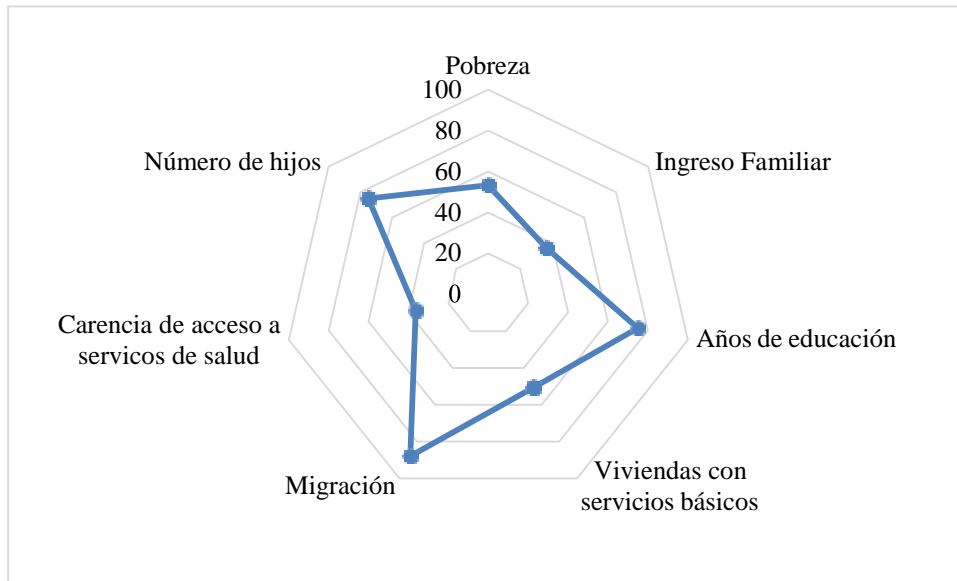 Pobreza
100
80
60
40
20
0
Ingreso Familiar
Años de educación
Viviendas con
servicios básicos
Migración
Carencia de acceso a
servicos de salud
Número de hijos